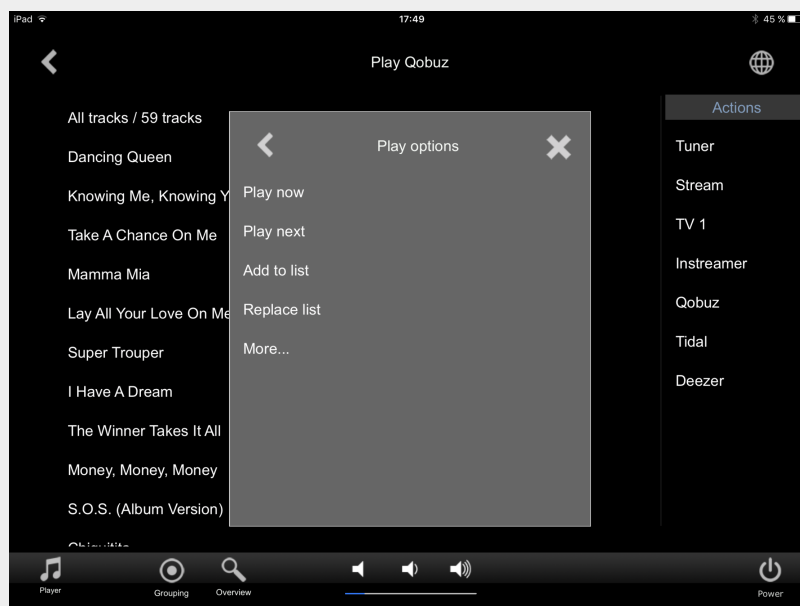 iPad 17:49 45 %
Play Qobuz
All tracks / 59 tracks
Dancing Queen
Knowing Me, Knowing Y
Take A Chance On Me
Mamma Mia
Lay All Your Love On Me
Super Trouper
I Have A Dream
The Winner Takes It All
Money, Money, Money
S.O.S. (Album Version)
Play options
Play now
Play next
Add to list
Replace list
More...
Actions
Tuner
Stream
TV 1
Instreamer
Qobuz
Tidal
Deezer
Player
Grouping
Overview
Power